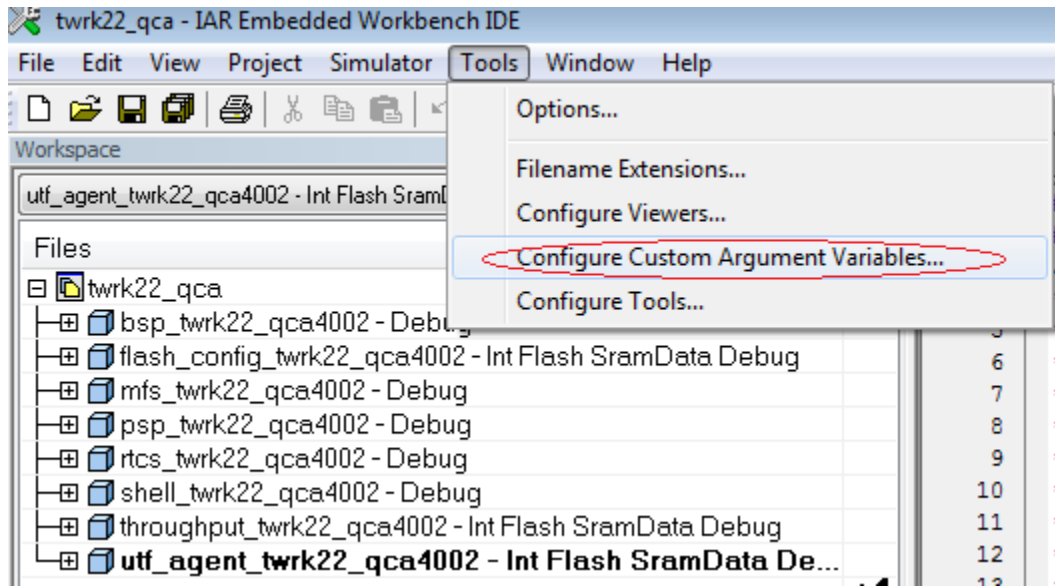 twrk22_qca - IAR Embedded Workbench IDE
File Edit View Project Simulator Tools Window Help
Options...
Workspace
Filename Extensions...
utf_agent_twrk22_qca4002 - Int Flash Sram
Configure Viewers...
Files
Configure Custom Argument Variables...
twrk22_qca
Configure Tools...
bsp_twrk22_qca4002 - Debug
flash_config_twrk22_qca4002 - Int Flash SramData Debug
6
mfs_twrk22_qca4002 - Debug
7
psp_twrk22_qca4002 - Debug
8
rtcs_twrk22_qca4002 - Debug
9
shell_twrk22_qca4002 - Debug
10
throughput_twrk22_qca4002 - Int Flash SramData Debug
11
utf_agent_twrk22_qca4002 - Int Flash SramData De...
12
13